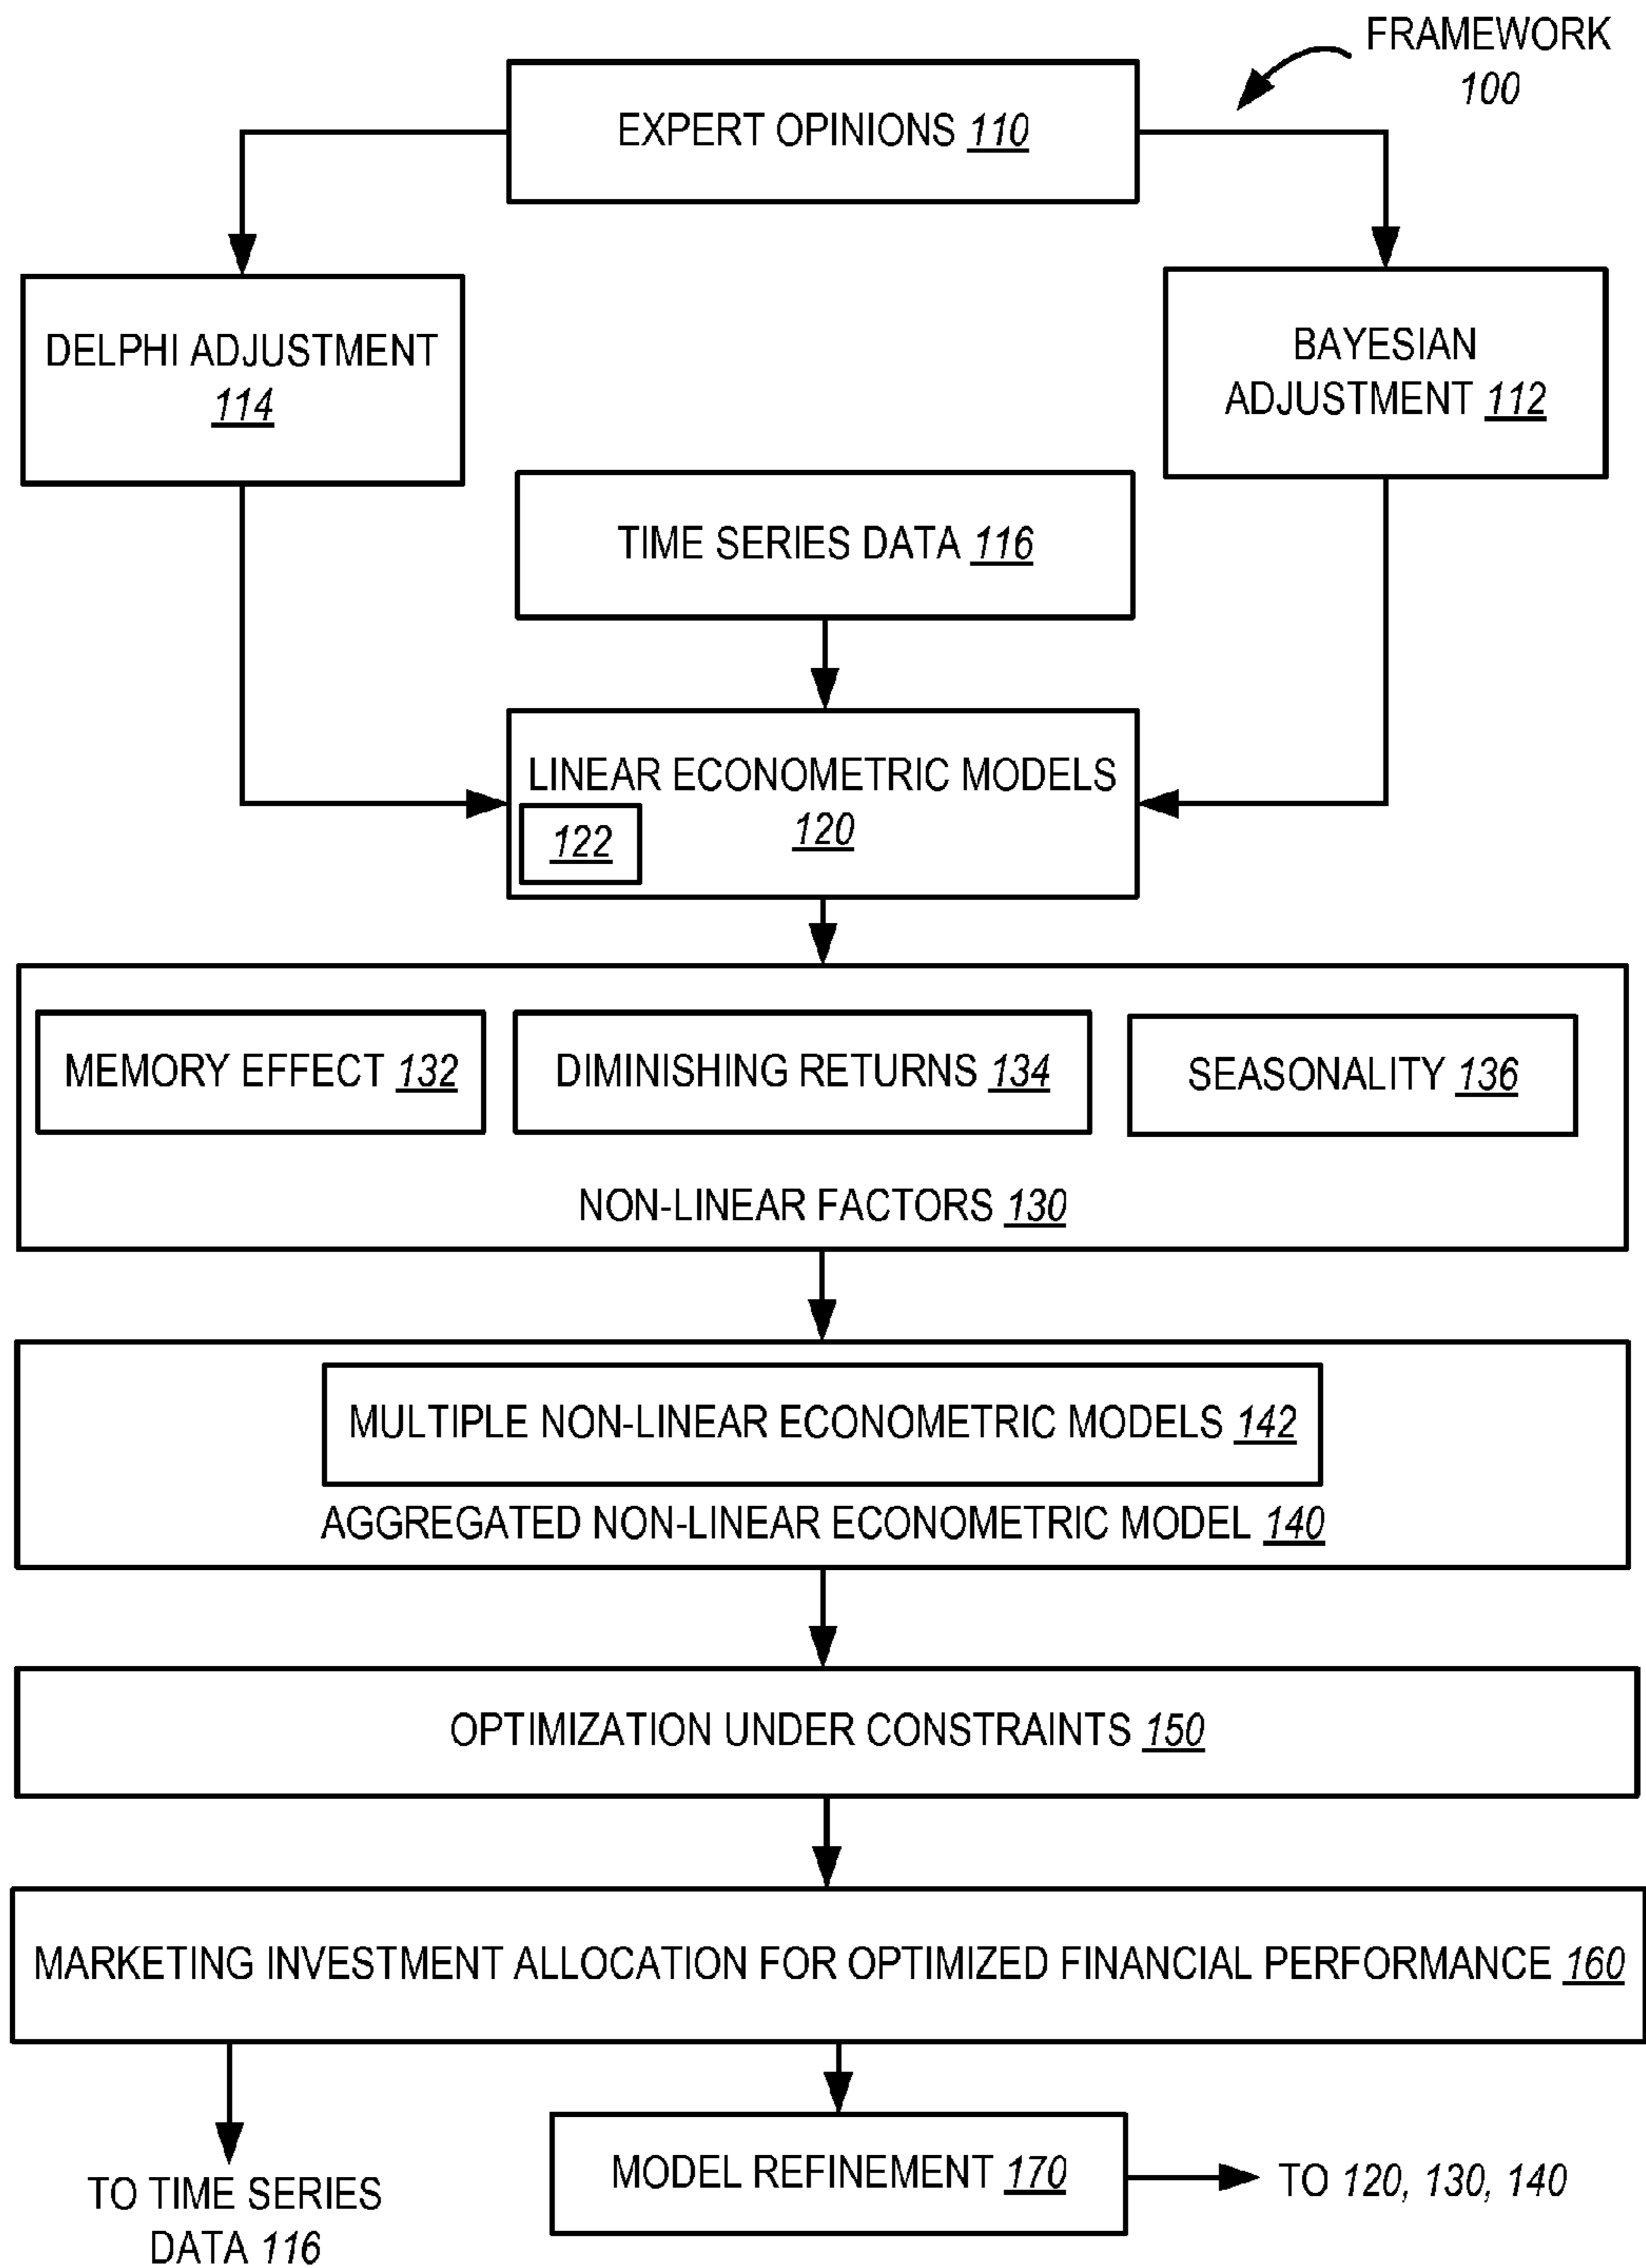 FRAMEWORK
100
EXPERT OPINIONS 110
DELPHI ADJUSTMENT
114
BAYESIAN
ADJUSTMENT 112
TIME SERIES DATA 116
LINEAR ECONOMETRIC MODELS
120
122
MEMORY EFFECT 132
DIMINISHING RETURNS 134
SEASONALITY 136
NON-LINEAR FACTORS 130
MULTIPLE NON-LINEAR ECONOMETRIC MODELS 142
AGGREGATED NON-LINEAR ECONOMETRIC MODEL 140
OPTIMIZATION UNDER CONSTRAINTS 150
MARKETING INVESTMENT ALLOCATION FOR OPTIMIZED FINANCIAL PERFORMANCE 160
TO TIME SERIES
DATA 116
MODEL REFINEMENT 170
TO 120, 130, 140